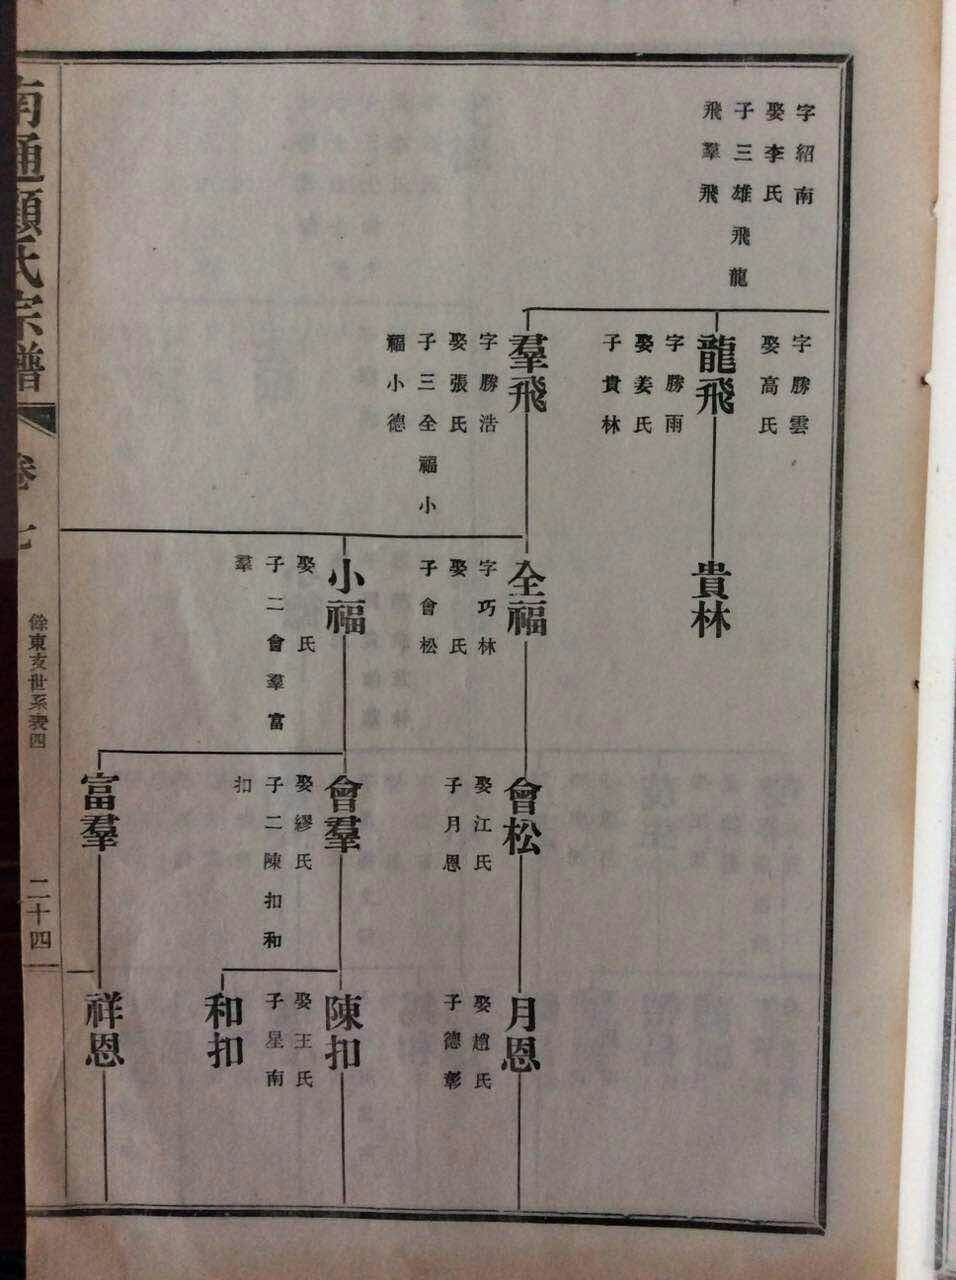 字紹南
娶李氏
子三雄飛龍
飛羣飛
字勝雲
娶高氏
龍飛
字勝雨
娶姜氏
子貴林
羣飛
字勝浩
娶張氏
子三全福小
福小德
貴林
全福
字巧林
娶　氏
子會松
小福
娶　氏
子二會羣富
羣
會松
娶江氏
子月恩
會羣
娶繆氏
子二陳扣和
扣
富羣
月恩
娶趙氏
子德彰
陳扣
娶王氏
子星南
和扣
祥恩
南通顧氏宗譜
卷七
餘東支世系表四
二十四